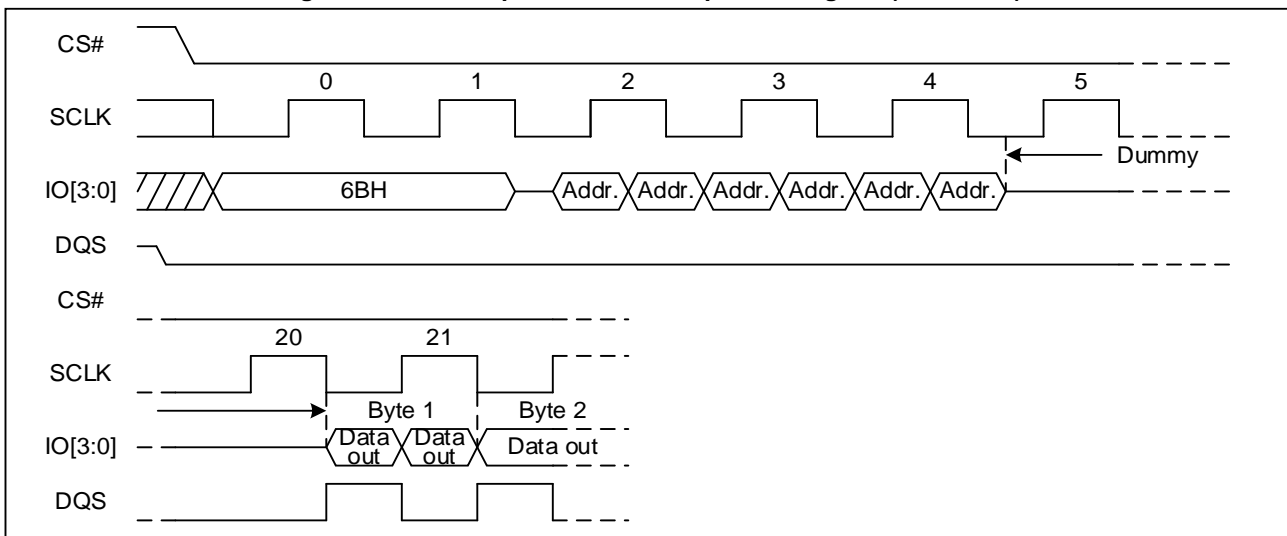 CS#
0 1 2 3 4 5
SCLK
Dummy
IO[3:0] 6BH Addr. Addr. Addr. Addr. Addr. Addr.
DQS
CS#
20 21
SCLK
Byte 1 Byte 2
IO[3:0] Data out Data out Data out
DQS